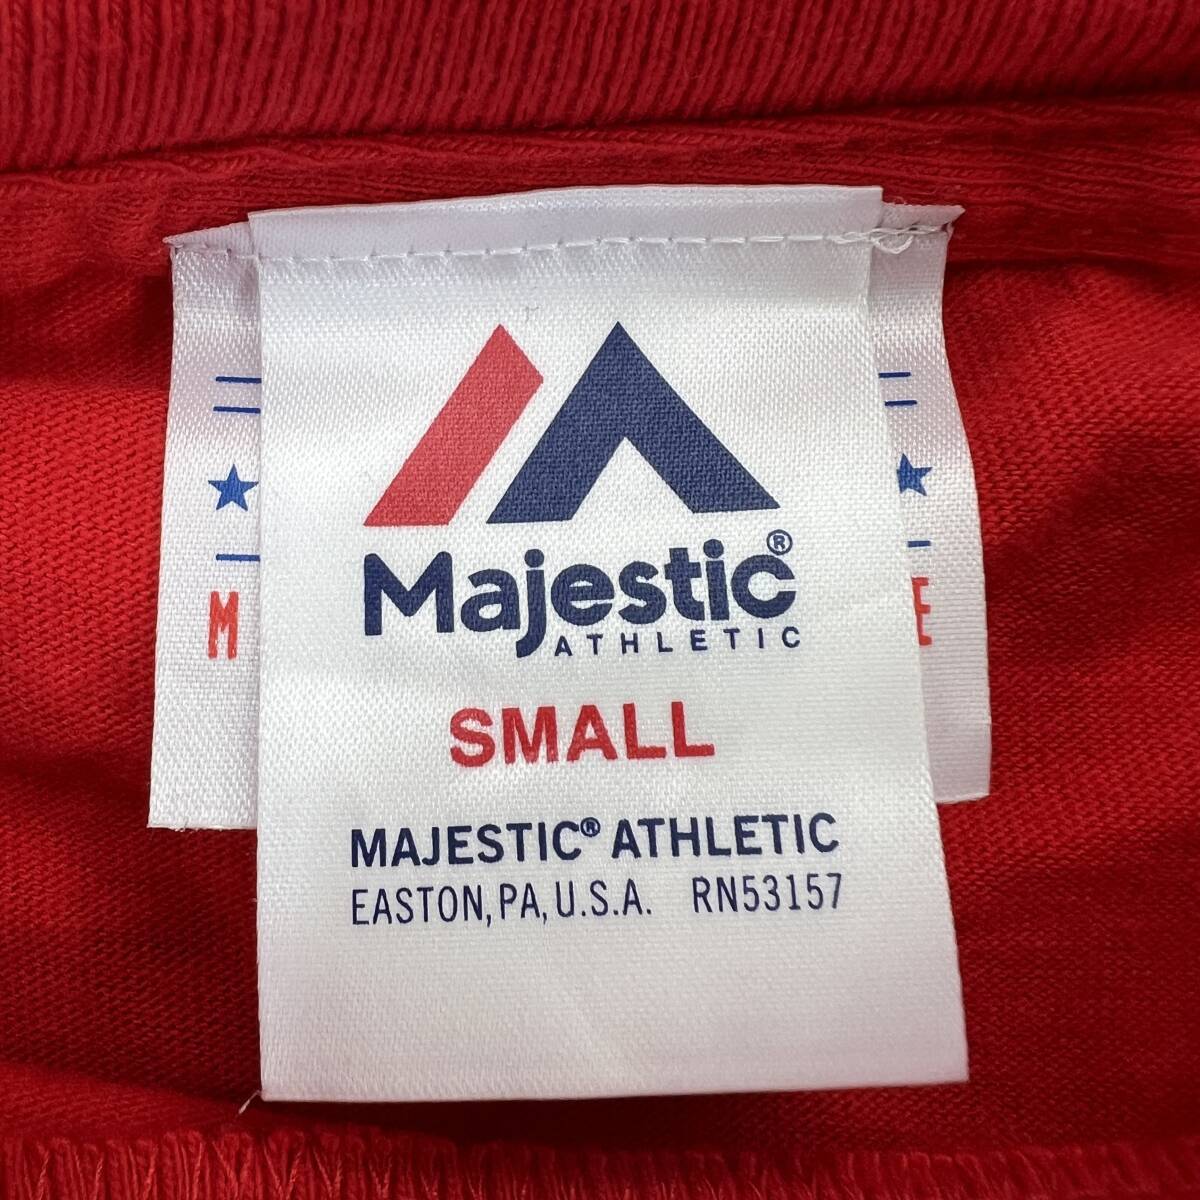 Majestic®
ATHLETIC
SMALL
MAJESTIC® ATHLETIC
EASTON, PA, U.S.A. RN53157
M E